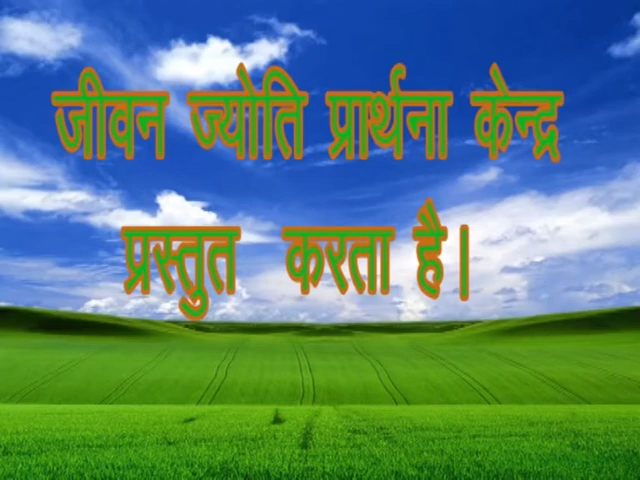 जीवन ज्योति प्रार्थना केन्द्र
प्रस्तुत करता है।